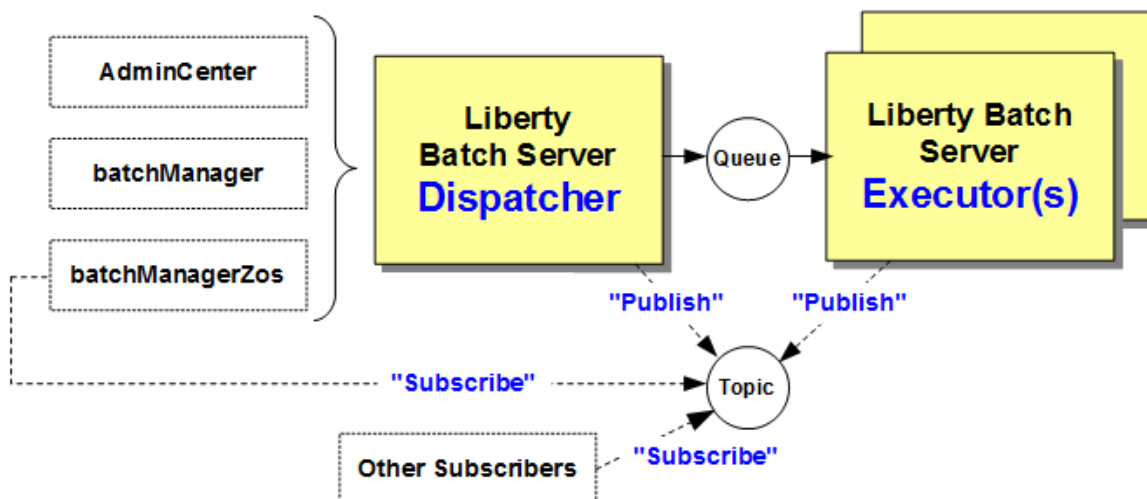 AdminCenter
batchManager
batchManagerZos
Liberty
Batch Server
Dispatcher
Queue
Liberty Batch
Server
Executor(s)
"Publish"
"Publish"
"Subscribe"
Topic
Other Subscribers
"Subscribe"